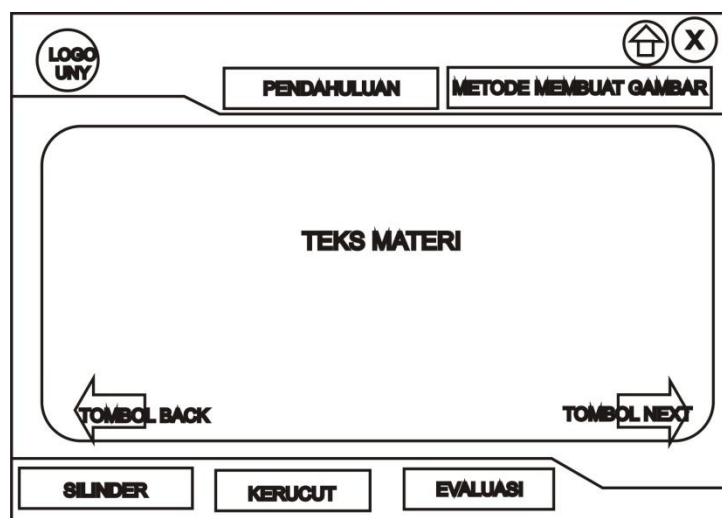 LOGO
UNY
X
PENDAHULUAN
METODE MEMBUAT GAMBAR
TEKS MATERI
TOMBOL BACK
TOMBOL NEXT
SILINDER
KERUCUT
EVALUASI